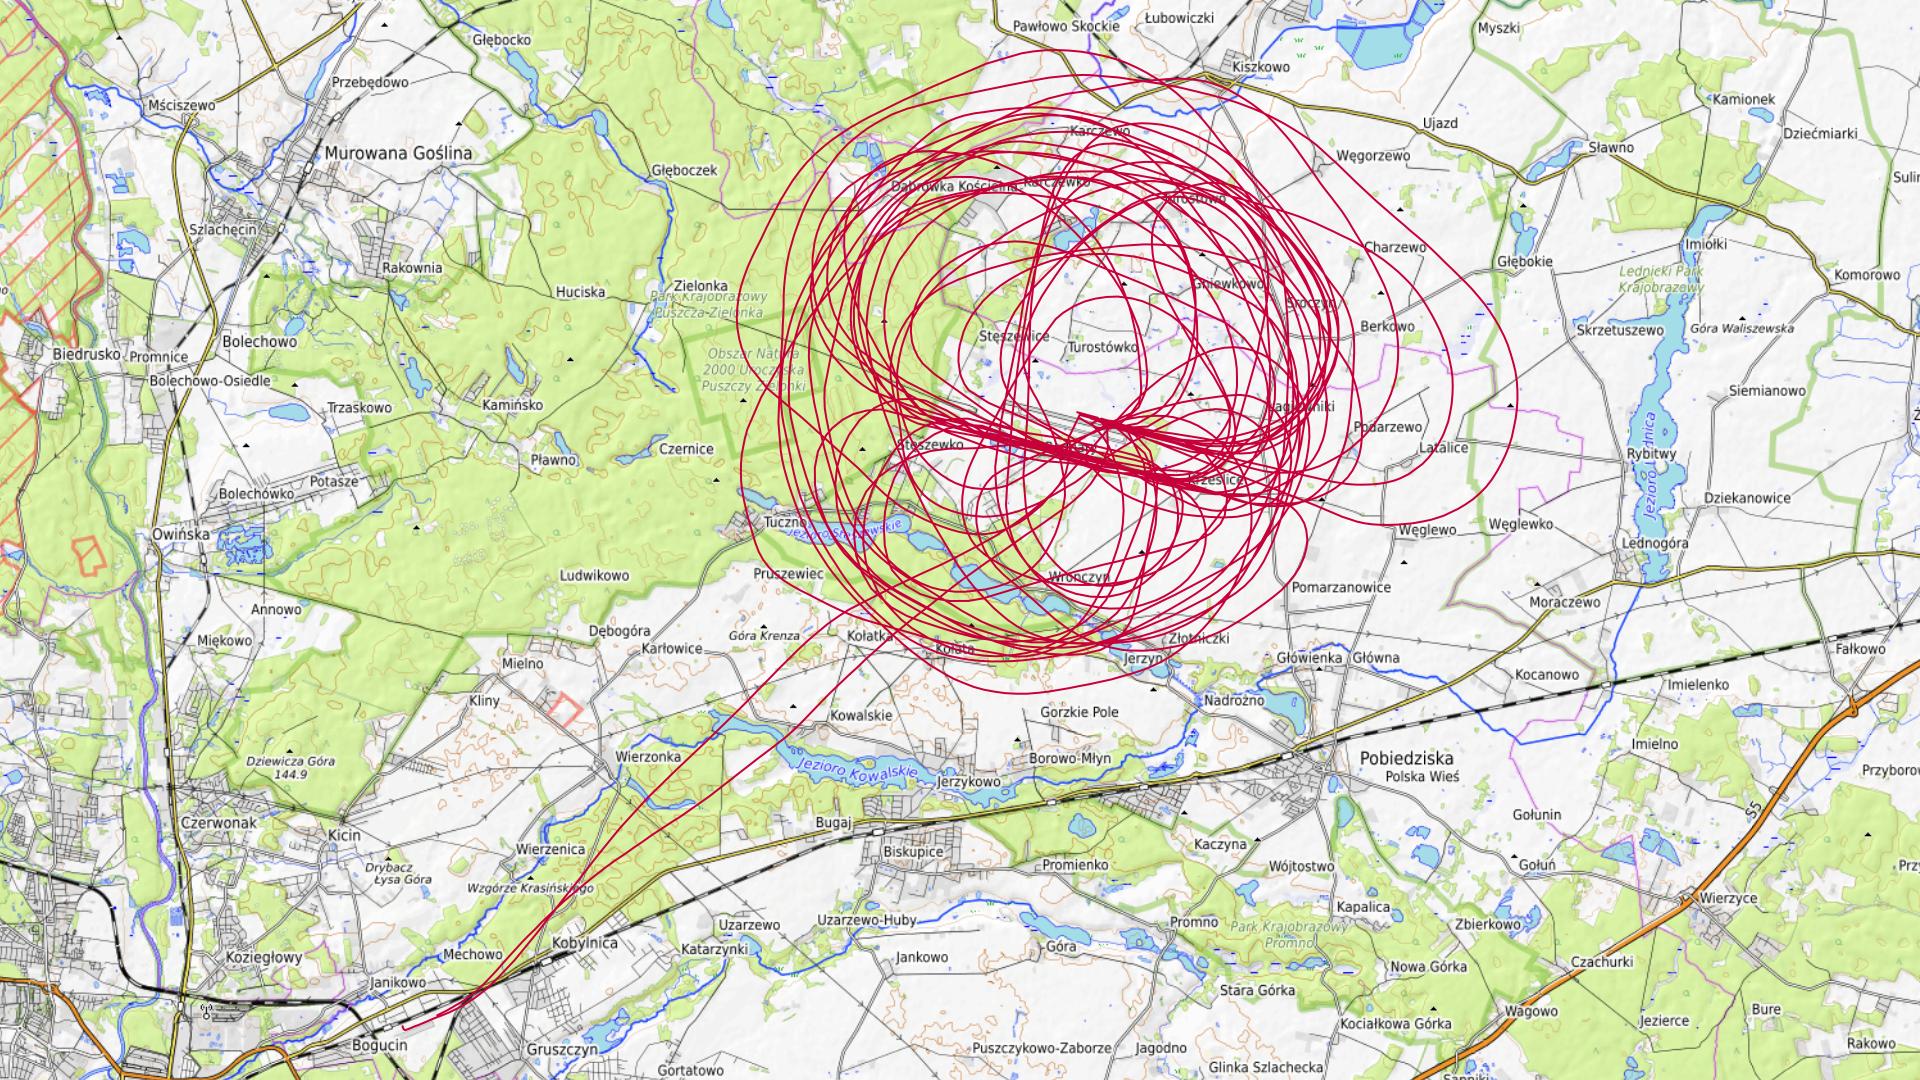 Pawłowo Skockie
Łubowiczki
Myszki
Głębocko
Kiszkowo
Przebędowo
Kamionek
Mściszewo
Ujazd
Dziećmiarki
Karczewo
Sławno
Murowana Goślina
Węgorzewo
Głęboczek
Dąbrówka Kościelna
Karczewko
Sulin
Turostowo
Szlachęcin
Imiołki
Charzewo
Głębokie
Rakownia
Lednicki Park
Krajobrazowy
Komorowo
Huciska
Zielonka
Gniewkowo
Park Krajobrazowy
Puszcza Zielonka
Sroczyn
Berkowo
Skrzetuszewo
Góra Waliszewska
Stęszewice
Turostówko
Bolechowo
Biedrusko
Promnice
Obszar Natura
2000 Uroczyska
Puszczy Zielonki
Bolechowo-Osiedle
Siemianowo
Trzaskowo
Kamińsko
Podarzewo
Stęszewko
Latalice
Czernice
Rybitwy
Pławno
Jezioro Lednica
Krześlice
Potasze
Bolechówko
Dziekanowice
Tuczno
Jezioro Stęszewskie
Węglewo
Węglewko
Owińska
Lednogóra
Ludwikowo
Pruszewiec
Wronczyn
Pomarzanowice
Moraczewo
Annowo
Dębogóra
Góra Krenza
Kołatka
Złotniczki
Miękowo
Karłowice
Kołata
Fałkowo
Mielno
Jerzyn
Główienka
Główna
Kocanowo
Imielenko
Kliny
Nadrożno
Kowalskie
Gorzkie Pole
Imielno
Wierzonka
Borowo-Młyn
Pobiedziska
Dziewicza Góra
144.9
Jezioro Kowalskie
Jerzykowo
Polska Wieś
Przyborow
S5
Gołunin
Czerwonak
Bugaj
Kicin
Kaczyna
Wierzenica
Biskupice
Promienko
Wójtostwo
Gołuń
Drybacz
Łysa Góra
Wzgórze Krasińskiego
Wierzyce
Kapalica
Uzarzewo
Uzarzewo-Huby
Promno
Zbierkowo
Park Krajobrazowy
Promno
Kobylnica
Katarzynki
Góra
Koziegłowy
Mechowo
Jankowo
Czachurki
Nowa Górka
Janikowo
Stara Górka
Wagowo
Bure
Kociałkowa Górka
Jezierce
Bogucin
Gruszczyn
Puszczykowo-Zaborze
Jagodno
Rakowo
Gortatowo
Glinka Szlachecka